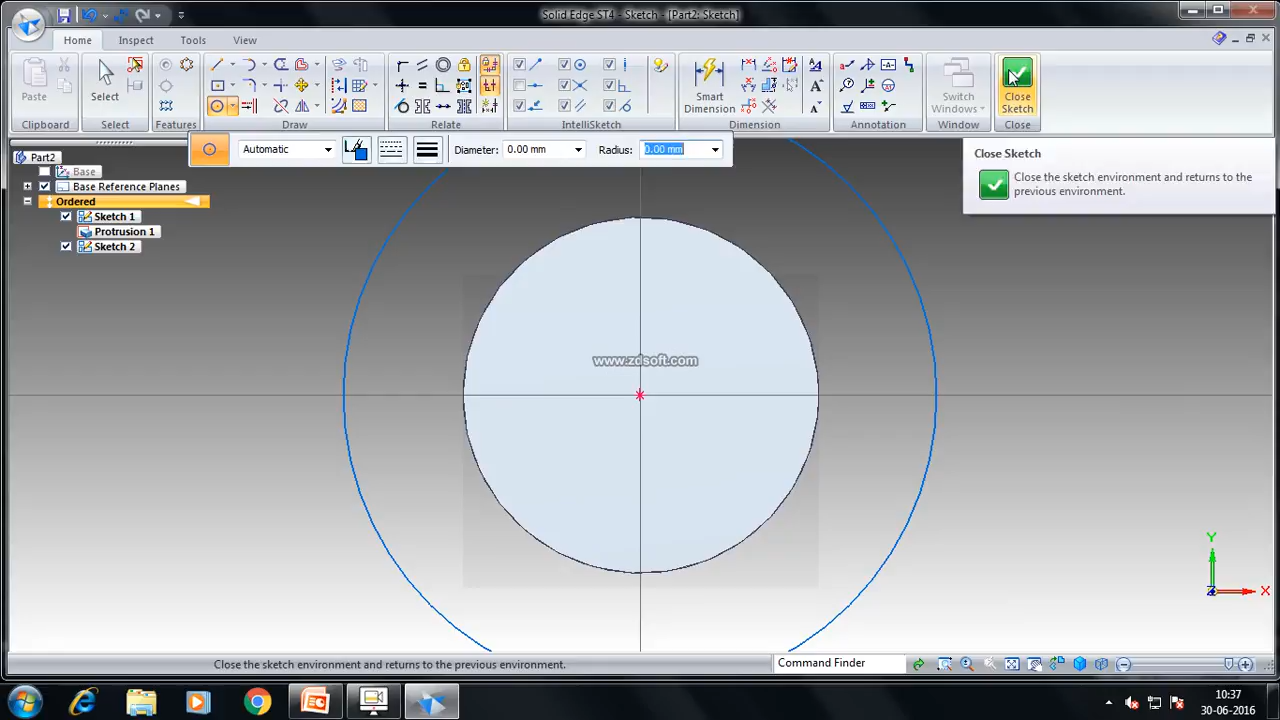 Solid Edge ST4 - Sketch - [Part2: Sketch]
Home Inspect Tools View
Paste
Clipboard
Select
Select
Features
Draw
Relate
IntelliSketch
Smart Dimension
Dimension
Annotation
Switch Windows
Window
Close Sketch
Close
Automatic
Diameter: 0.00 mm
Radius: 0.00 mm
Close Sketch
Close the sketch environment and returns to the
previous environment.
Part2
Base
Base Reference Planes
Ordered
Sketch 1
Protrusion 1
Sketch 2
www.zdsoft.com
Y
X
Z
Close the sketch environment and returns to the previous environment.
Command Finder
10:37
30-06-2016